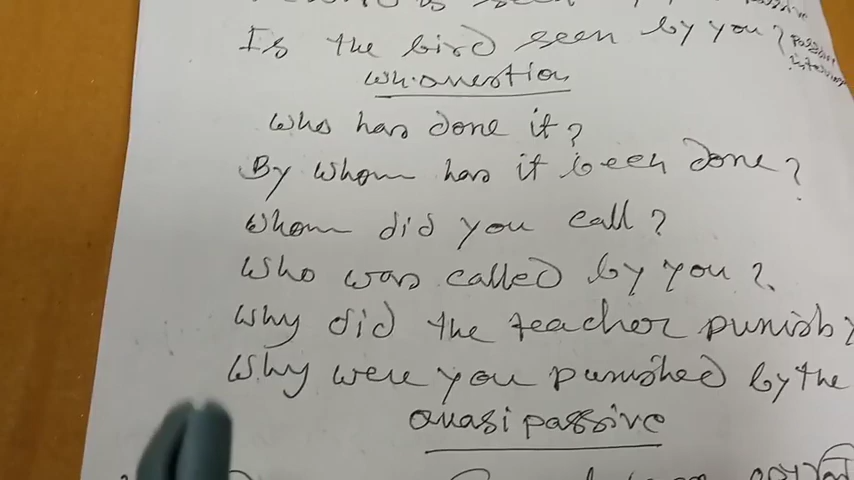 Is the bird seen by you? passive
wh.question
Who has done it?
By whom has it been done?
Whom did you call?
Who was called by you?
Why did the teacher punish
Why were you punished by the
quasi passive